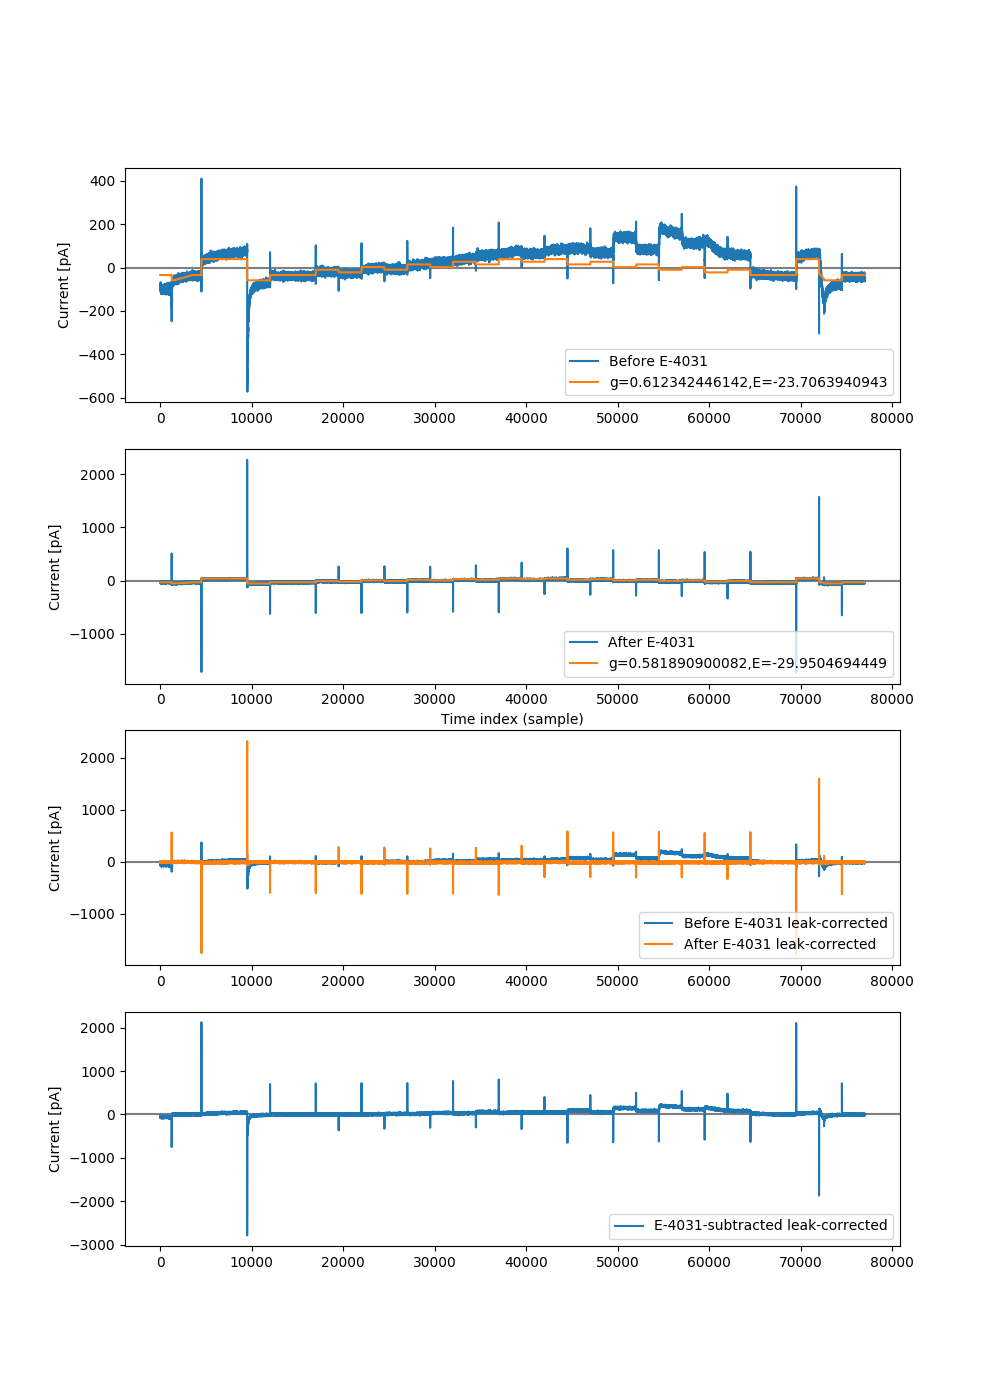 400
200
0
−200
−400
−600
Current [pA]
Before E-4031
g=0.612342446142,E=-23.7063940943
0 10000 20000 30000 40000 50000 60000 70000 80000
2000
1000
0
−1000
Current [pA]
After E-4031
g=0.581890900082,E=-29.9504694449
0 10000 20000 30000 40000 50000 60000 70000 80000
Time index (sample)
2000
1000
0
−1000
Current [pA]
Before E-4031 leak-corrected
After E-4031 leak-corrected
0 10000 20000 30000 40000 50000 60000 70000 80000
2000
1000
0
−1000
−2000
−3000
Current [pA]
E-4031-subtracted leak-corrected
0 10000 20000 30000 40000 50000 60000 70000 80000